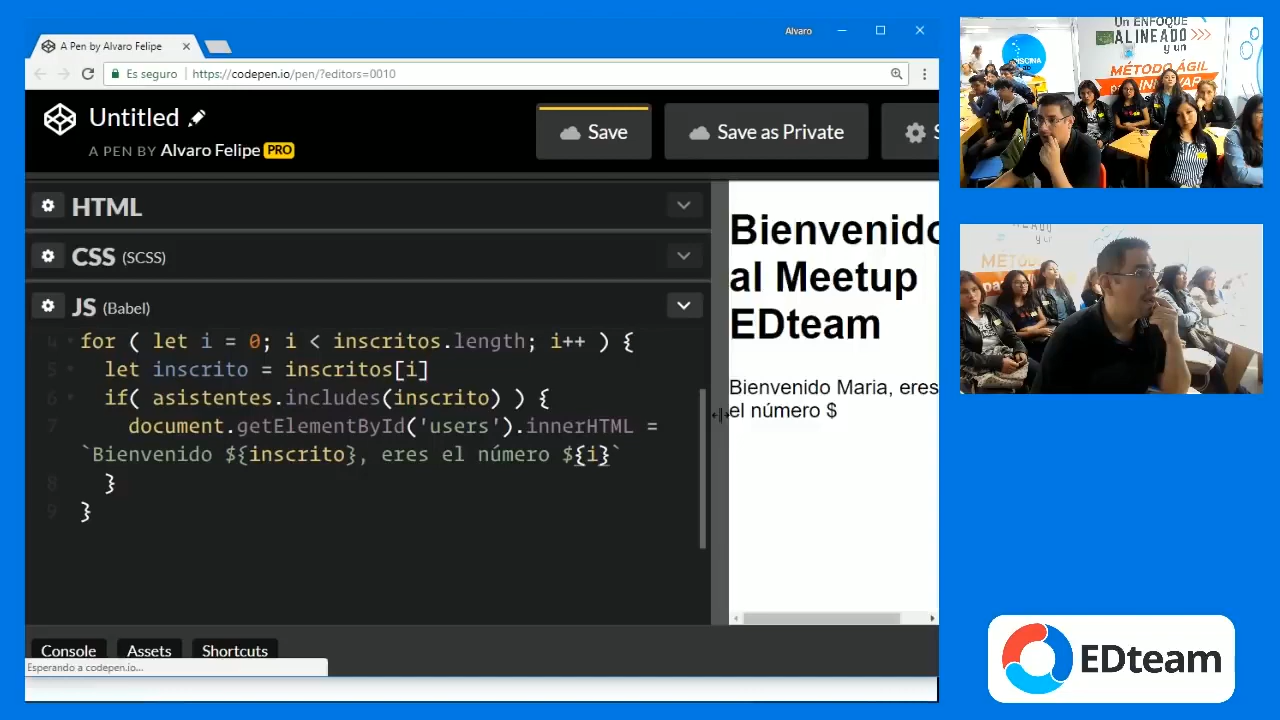 A Pen by Alvaro Felipe
Alvaro
Es seguro
https://codepen.io/pen/?editors=0010
Untitled
A PEN BY Alvaro Felipe PRO
Save
Save as Private
S
HTML
CSS (SCSS)
JS (Babel)
4 for ( let i = 0; i < inscritos.length; i++ ) {
5 let inscrito = inscritos[i]
6 if( asistentes.includes(inscrito) ) {
7 document.getElementById('users').innerHTML =
`Bienvenido ${inscrito}, eres el número ${i}`
8 }
9 }
Bienvenido
al Meetup
EDteam
Bienvenido Maria, eres
el número $
Console
Assets
Shortcuts
Esperando a codepen.io...
UN ENFOQUE
ALINEADO
y un
MÉTODO ÁGIL
INNOVAR
EDteam